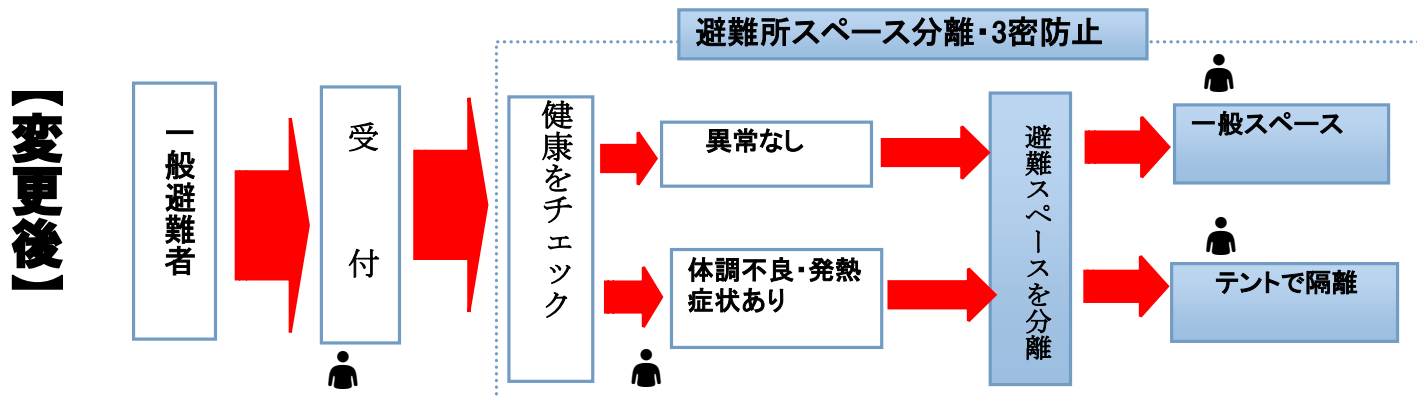 【変更後】
一般避難者
受付
避難所スペース分離・3密防止
健康をチェック
異常なし
体調不良・発熱
症状あり
避難スペースを分離
一般スペース
テントで隔離